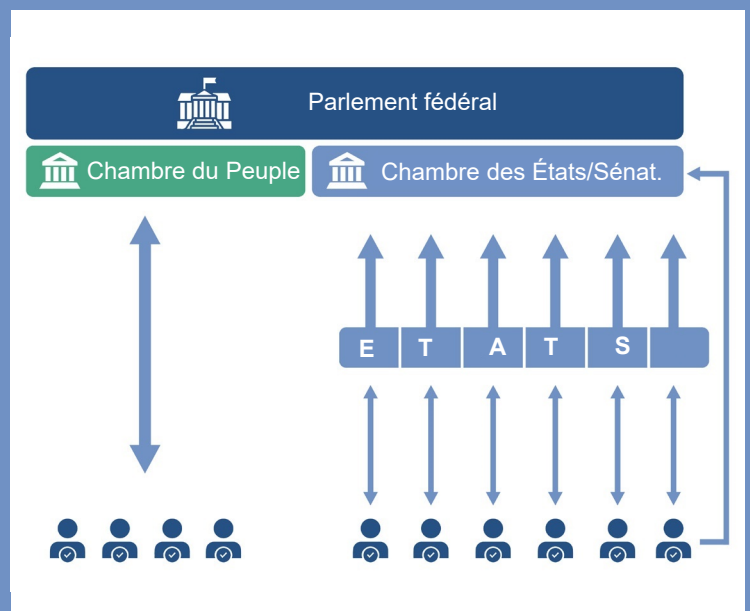 Parlement fédéral
Chambre du Peuple
Chambre des États/Sénat.
E T A T S